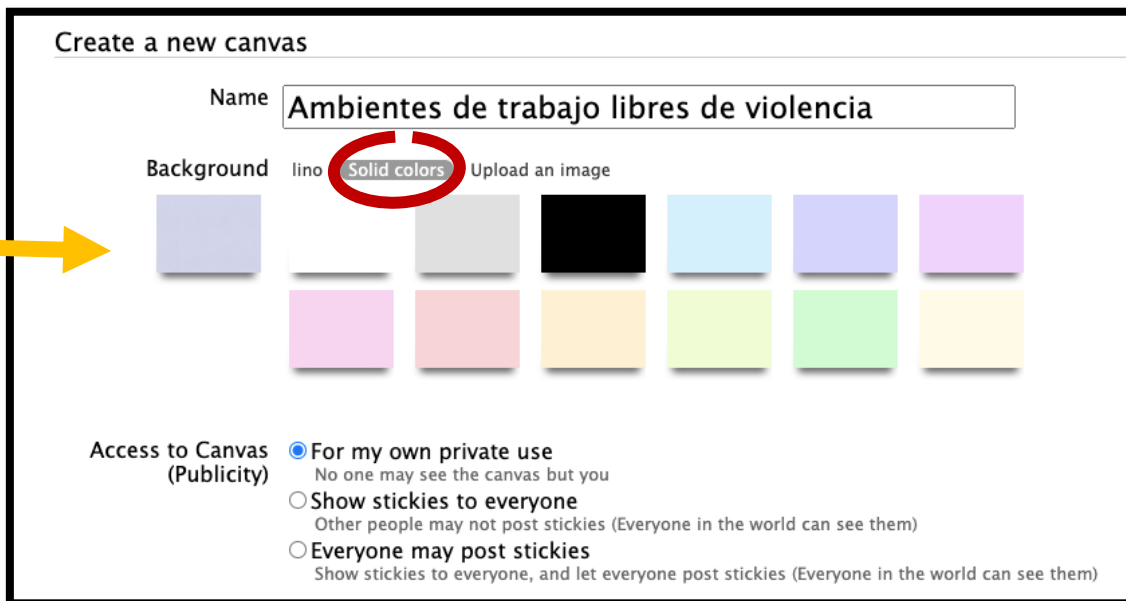 Create a new canvas
Name Ambientes de trabajo libres de violencia
Background lino Solid colors Upload an image
Access to Canvas For my own private use
(Publicity) No one may see the canvas but you
Show stickies to everyone
Other people may not post stickies (Everyone in the world can see them)
Everyone may post stickies
Show stickies to everyone, and let everyone post stickies (Everyone in the world can see them)